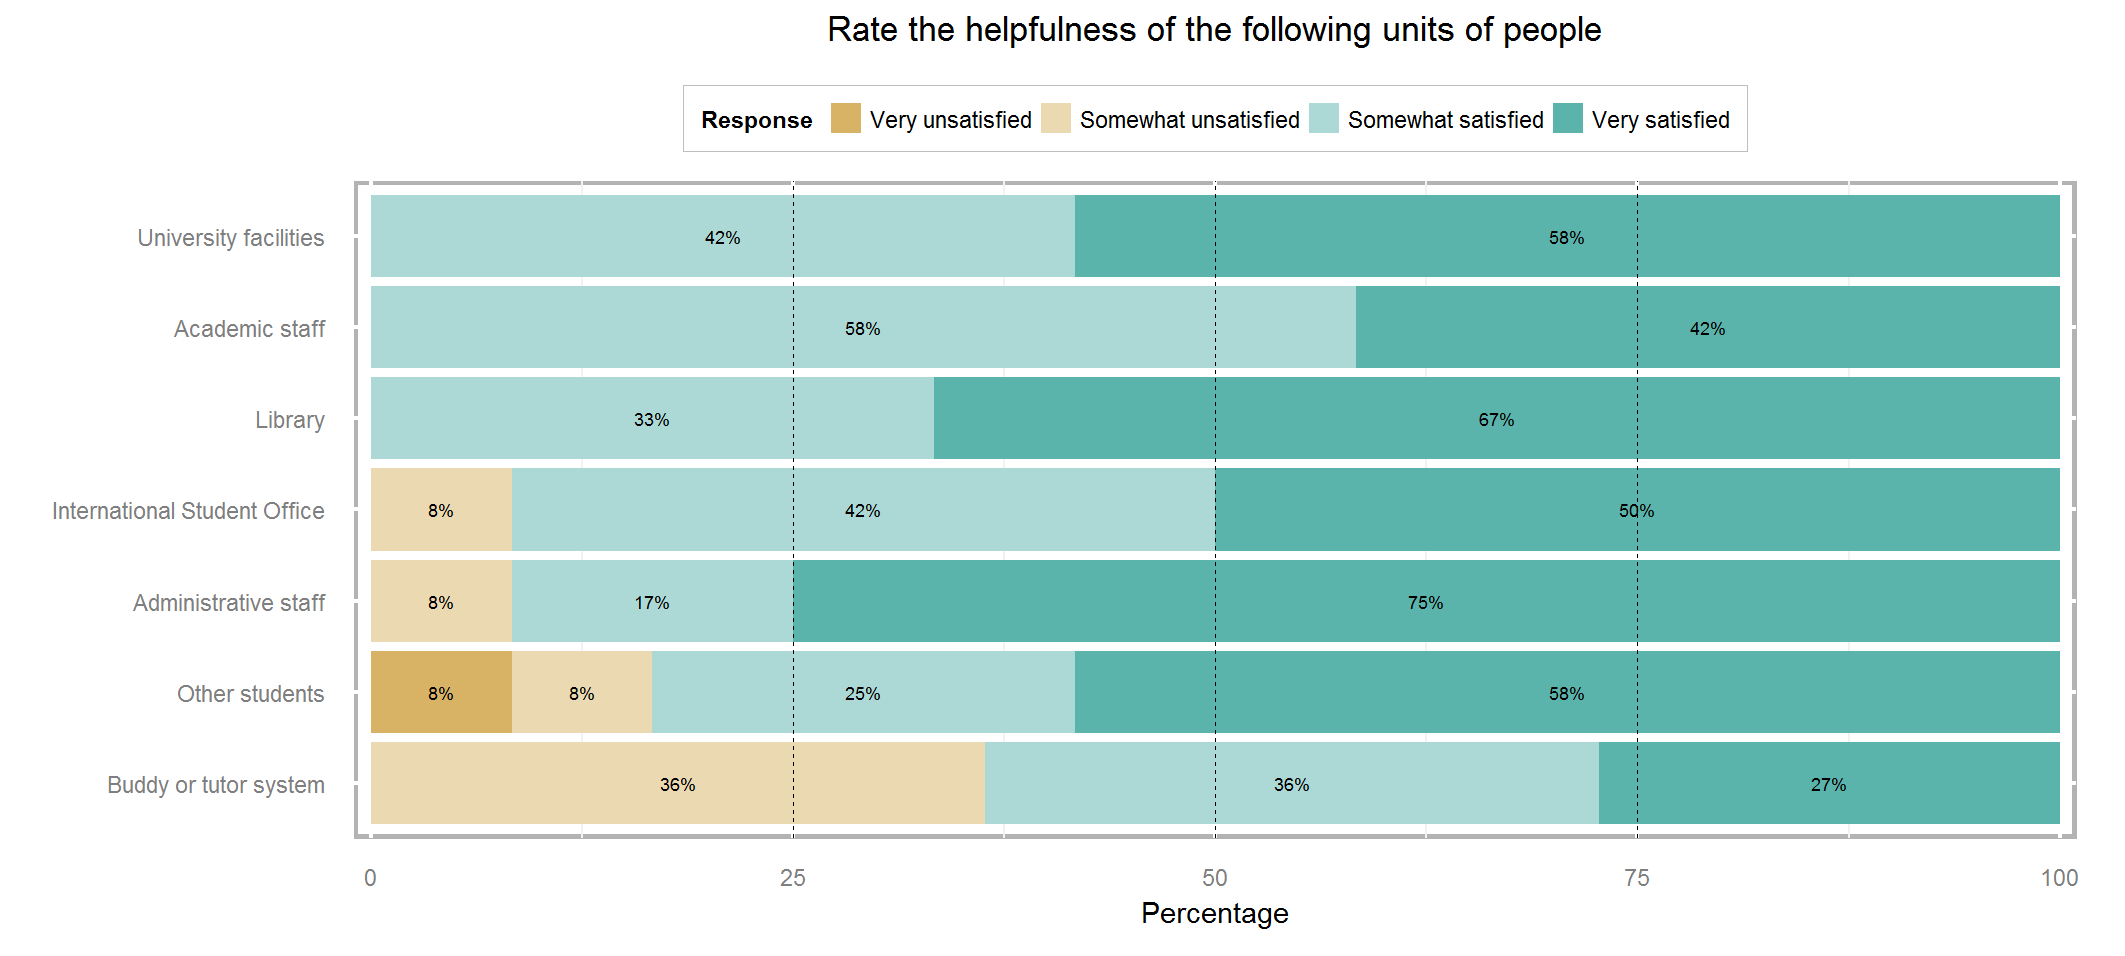 Rate the helpfulness of the following units of people
Response Very unsatisfied Somewhat unsatisfied Somewhat satisfied Very satisfied
University facilities 42% 58%
Academic staff 58% 42%
Library 33% 67%
International Student Office 8% 42% 50%
Administrative staff 8% 17% 75%
Other students 8% 8% 25% 58%
Buddy or tutor system 36% 36% 27%
0 25 50 75 100
Percentage